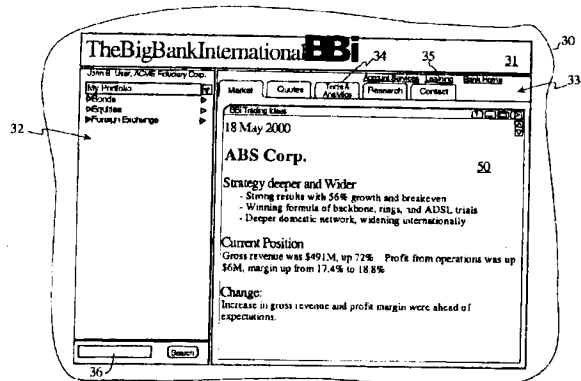 TheBigBankInternational BBi
31
30
34
35
33
John B. User, ACME Fiduciary Corp.
Account Services Learning Bank Home
My Portfolio
Bonds
Equities
Foreign Exchange
32
Market Quotes Tools & Analytics Research Contact
BBi Trading Ideas
18 May 2000
ABS Corp.
50
Strategy deeper and Wider
- Strong results with 56% growth and breakeven
- Winning formula of backbone, rings, and ADSL trials
- Deeper domestic network, widening internationally
Current Position
Gross revenue was $491M, up 72% Profit from operations was up
$6M, margin up from 17.4% to 18.8%
Change:
Increase in gross revenue and profit margin were ahead of
expectations.
Search
36